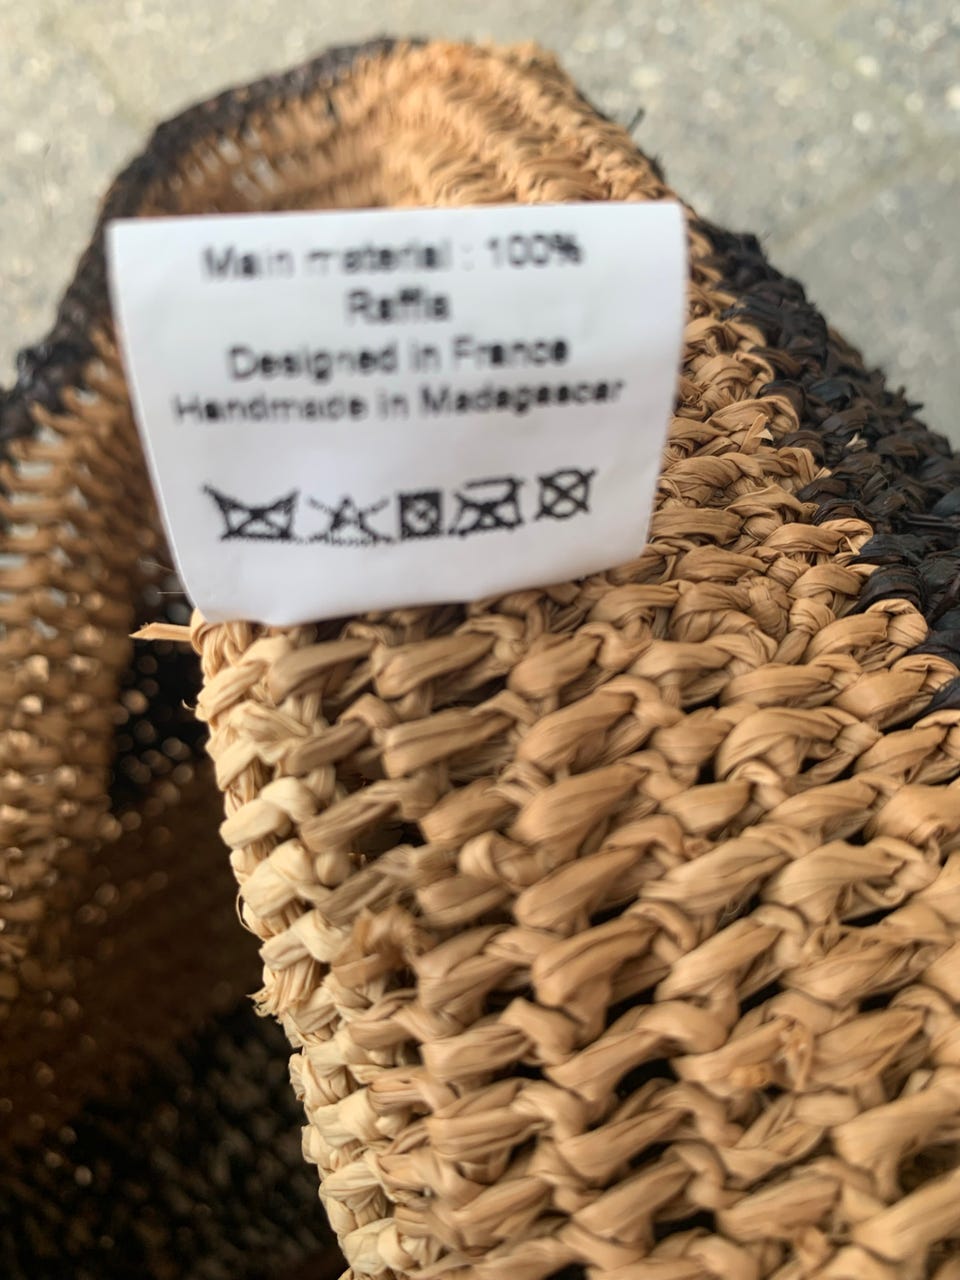 Main material : 100%
Raffia
Designed in France
Handmade in Madagascar